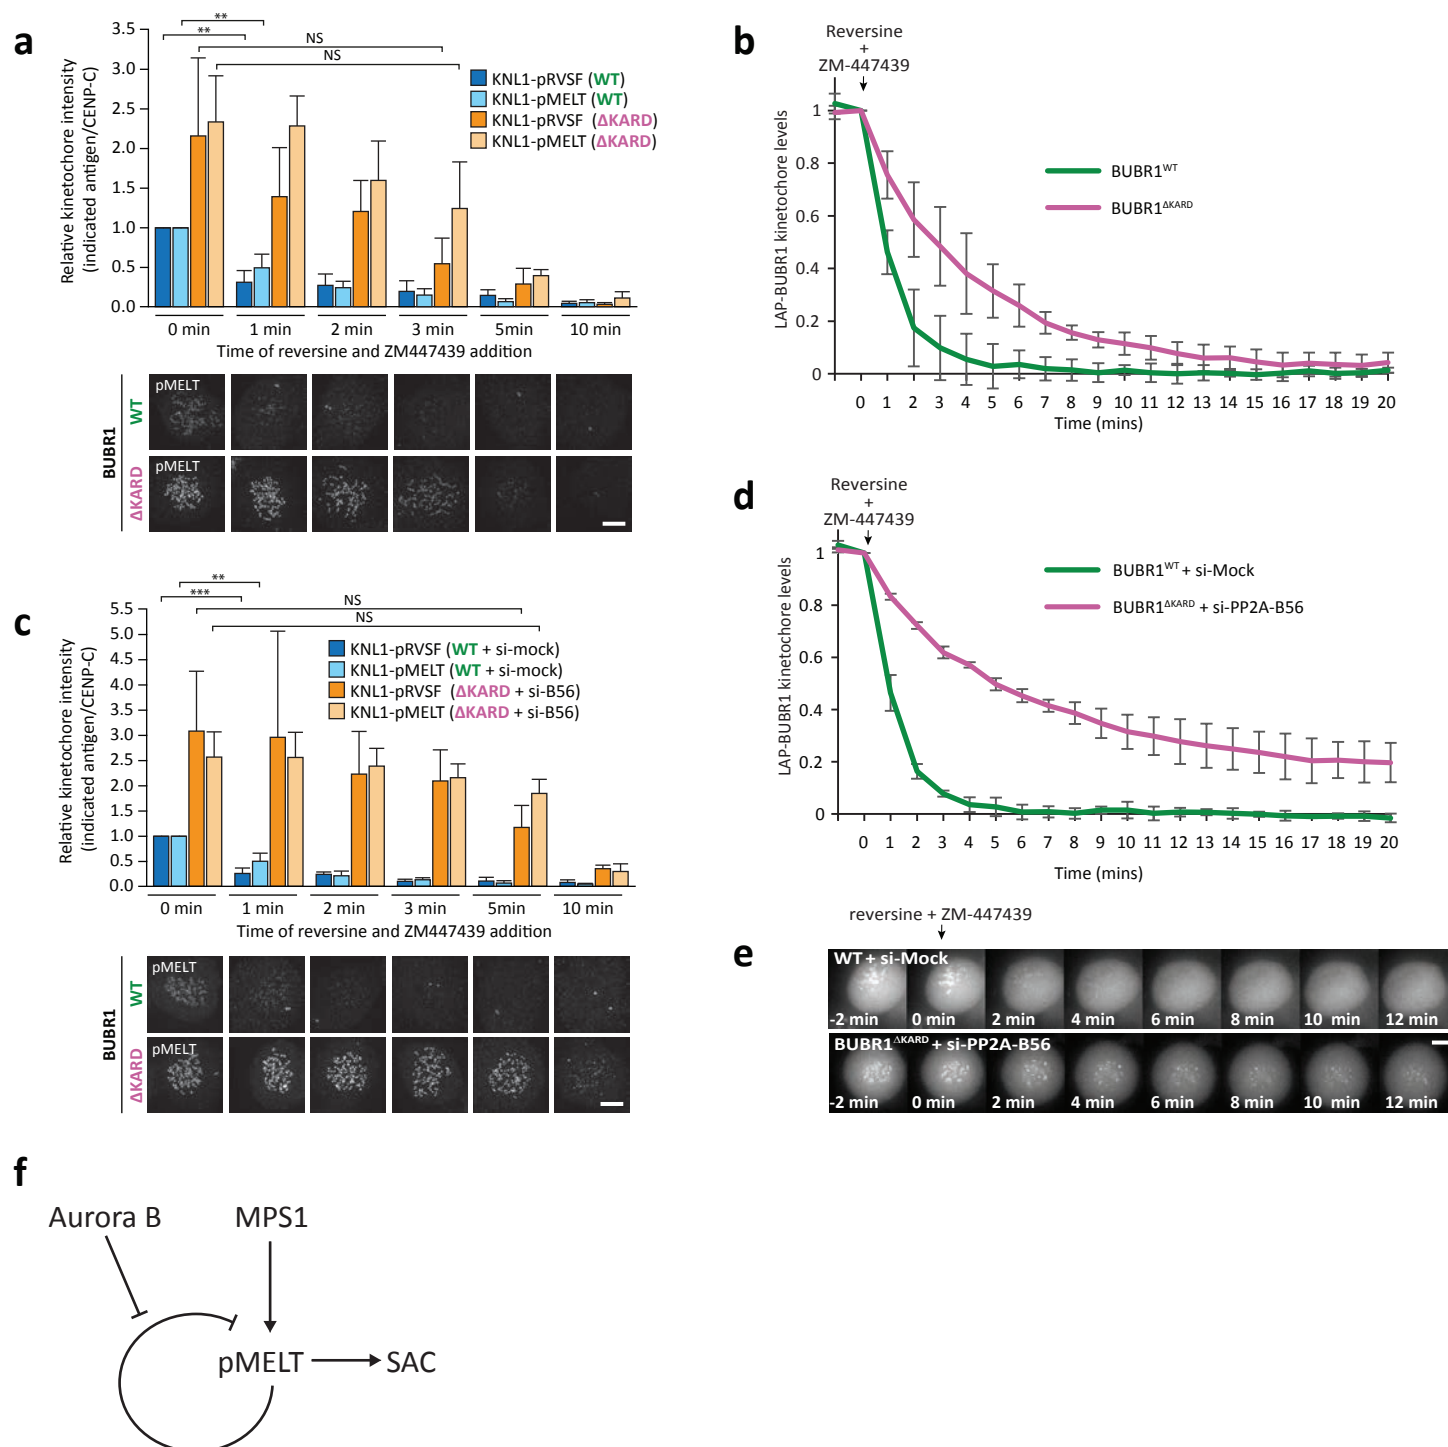 a
Relative kinetochore intensity
(indicated antigen/CENP-C)
3.5
3.0
2.5
2.0
1.5
1.0
0.5
0.0
**
**
NS
NS
KNL1-pRVSF (WT)
KNL1-pMELT (WT)
KNL1-pRVSF (ΔKARD)
KNL1-pMELT (ΔKARD)
0 min 1 min 2 min 3 min 5min 10 min
Time of reversine and ZM447439 addition
BUBR1
WT
pMELT
ΔKARD
pMELT
b
Reversine
+
ZM-447439
LAP-BUBR1 kinetochore levels
1
0.8
0.6
0.4
0.2
0
BUBR1WT
BUBR1ΔKARD
0 1 2 3 4 5 6 7 8 9 10 11 12 13 14 15 16 17 18 19 20
Time (mins)
c
Relative kinetochore intensity
(indicated antigen/CENP-C)
5.5
5.0
4.5
4.0
3.5
3.0
2.5
2.0
1.5
1.0
0.5
0.0
**
***
NS
NS
KNL1-pRVSF (WT + si-mock)
KNL1-pMELT (WT + si-mock)
KNL1-pRVSF (ΔKARD + si-B56)
KNL1-pMELT (ΔKARD + si-B56)
0 min 1 min 2 min 3 min 5min 10 min
Time of reversine and ZM447439 addition
BUBR1
WT
pMELT
ΔKARD
pMELT
d
Reversine
+
ZM-447439
LAP-BUBR1 kinetochore levels
1
0.8
0.6
0.4
0.2
0
BUBR1WT + si-Mock
BUBR1ΔKARD + si-PP2A-B56
0 1 2 3 4 5 6 7 8 9 10 11 12 13 14 15 16 17 18 19 20
Time (mins)
e
reversine + ZM-447439
WT + si-Mock
-2 min 0 min 2 min 4 min 6 min 8 min 10 min 12 min
BUBR1ΔKARD + si-PP2A-B56
-2 min 0 min 2 min 4 min 6 min 8 min 10 min 12 min
f
Aurora B MPS1
pMELT SAC